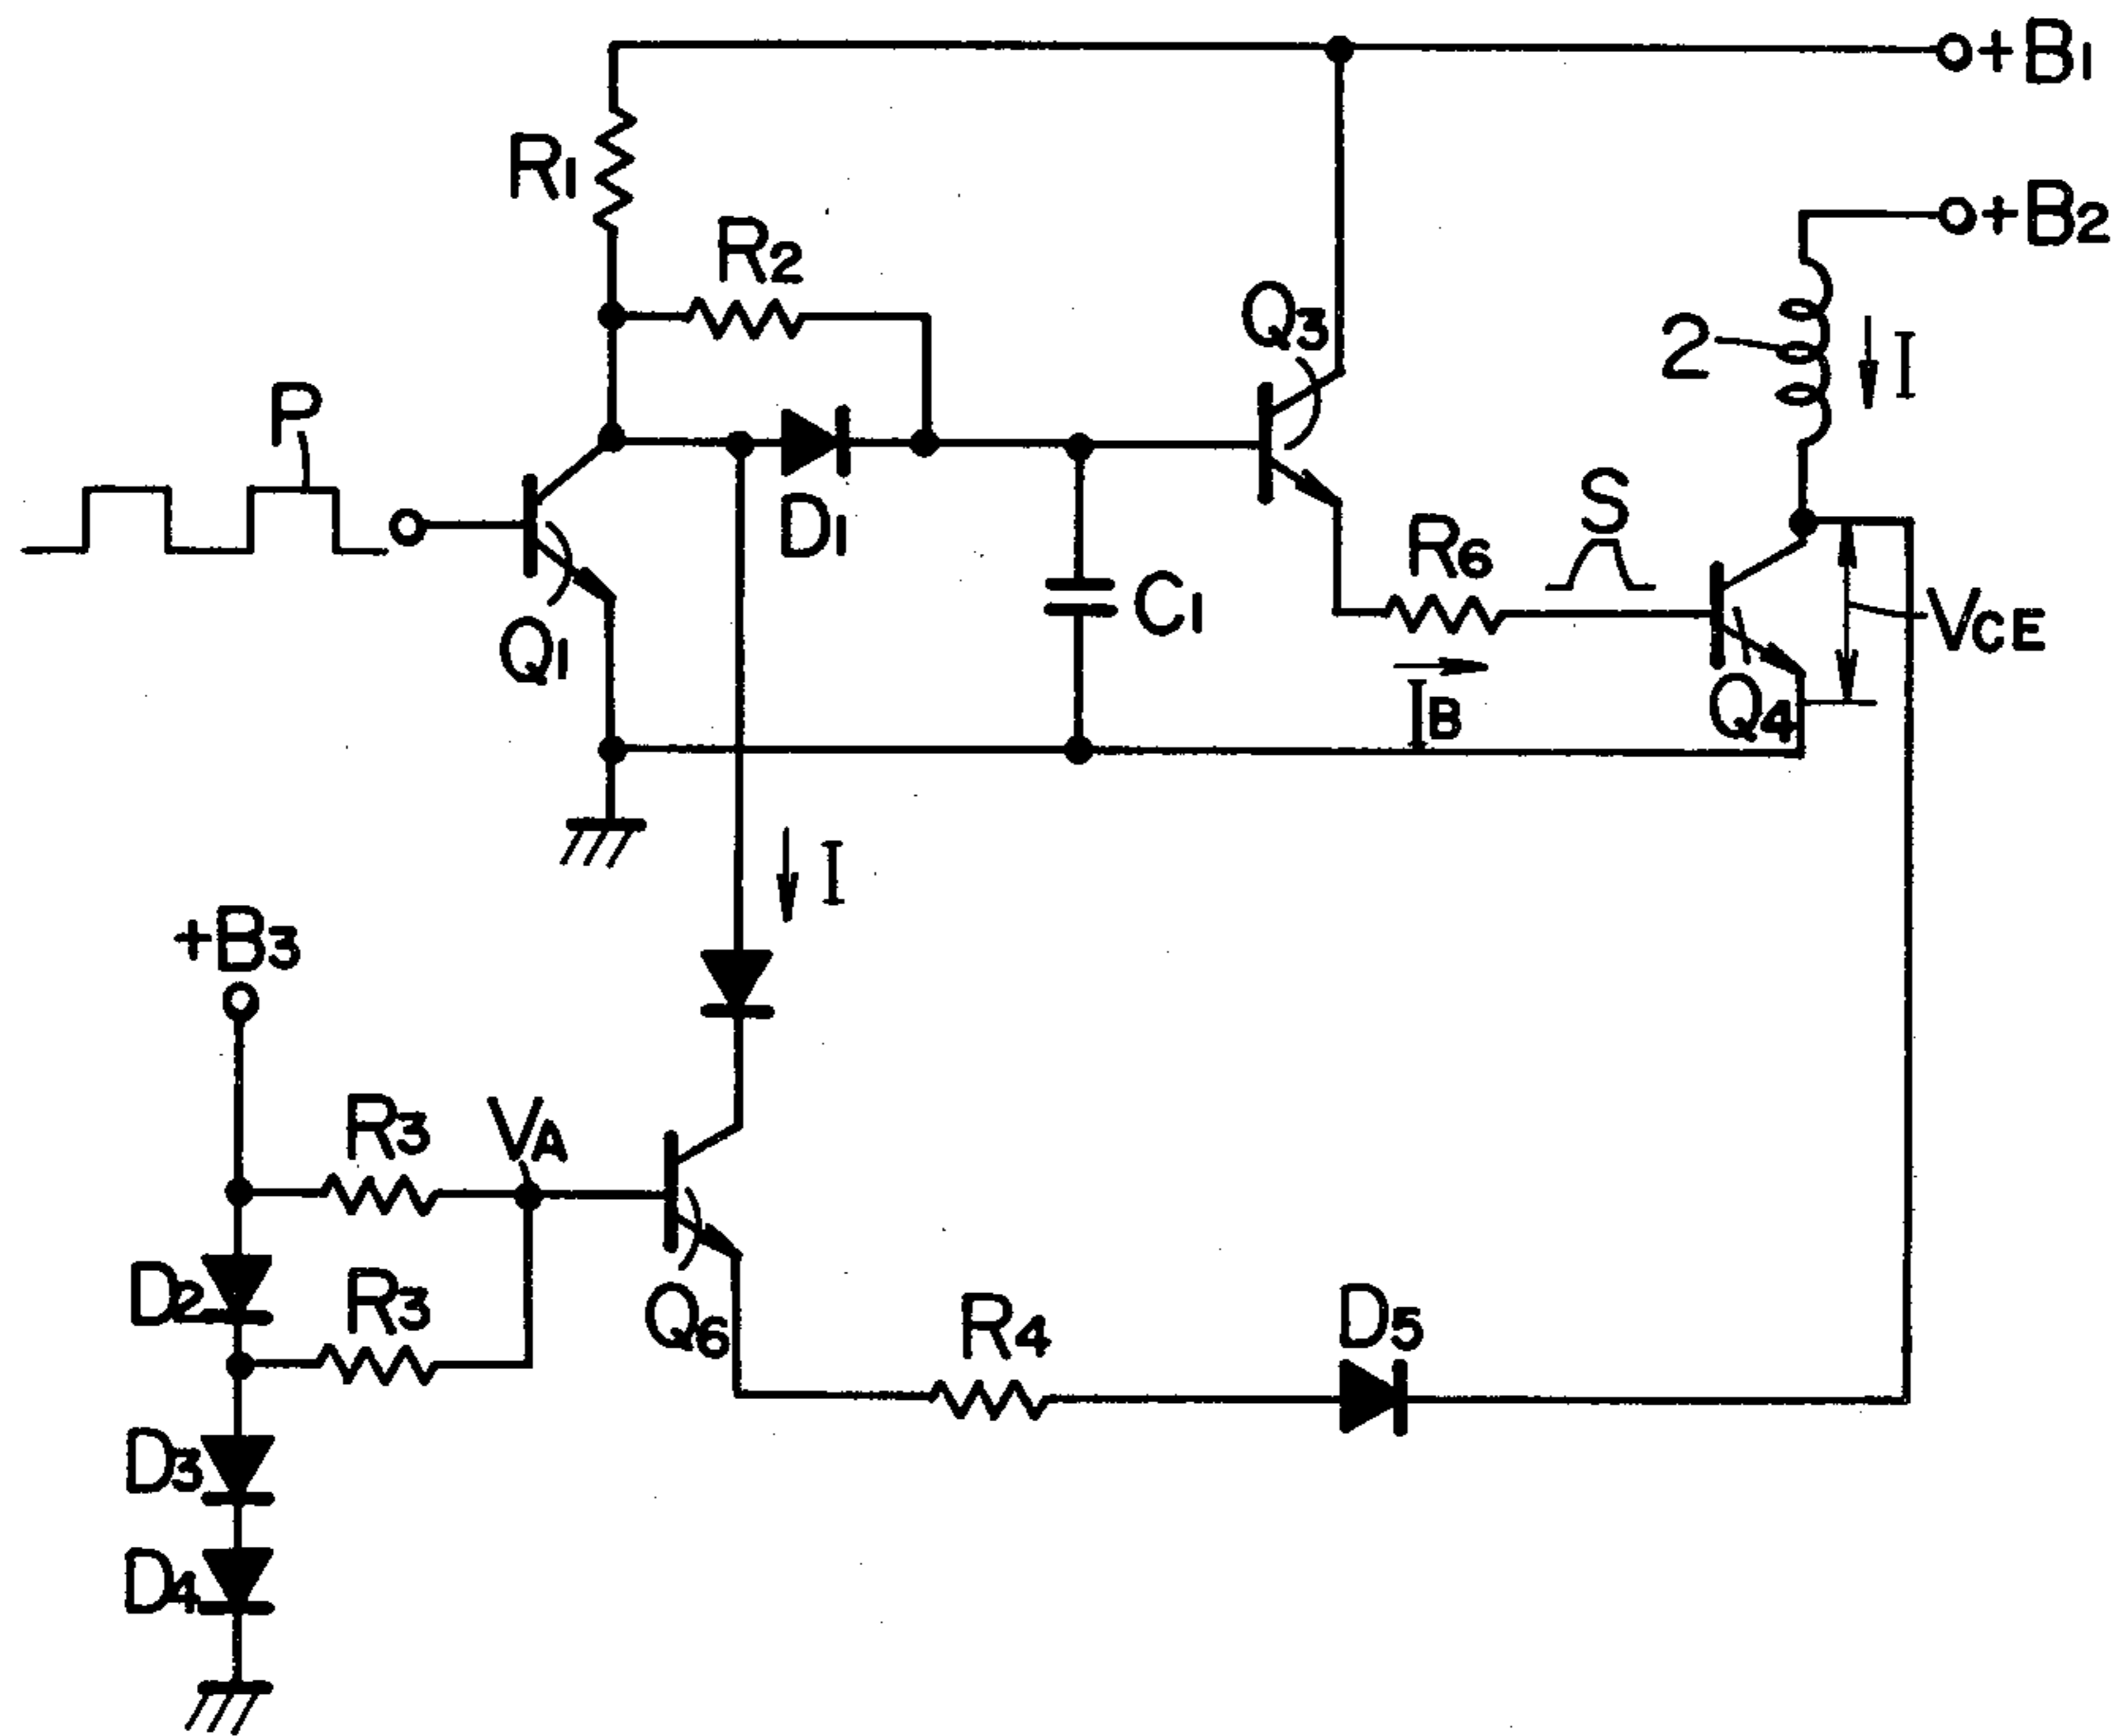 +B1
R1
+B2
R2
Q3
2
I
P
S
D1
R6
C1
VCE
Q1
IB
Q4
I
+B3
R3
VA
D2
R3
Q6
R4
D5
D3
D4